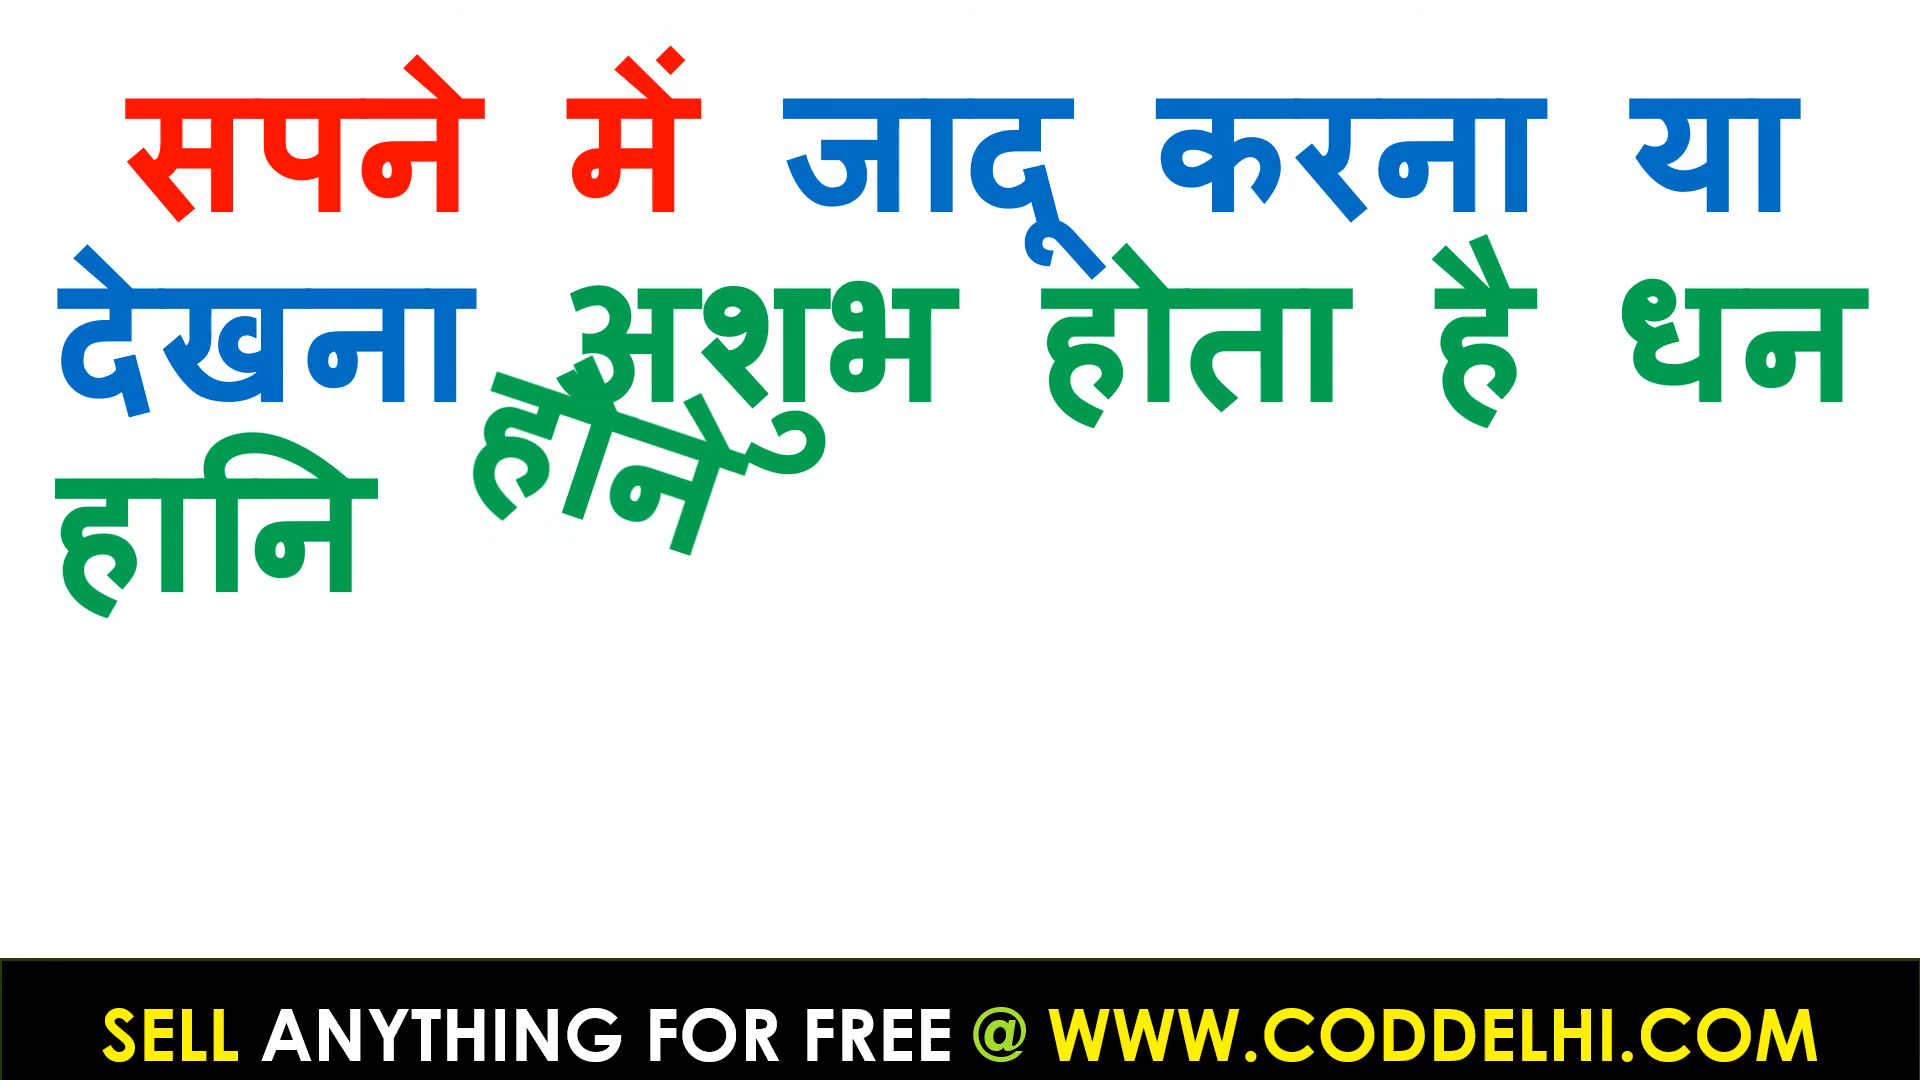 सपने में जादू करना या
देखना अशुभ होता है धन
हानि होने
SELL ANYTHING FOR FREE @ WWW.CODDELHI.COM